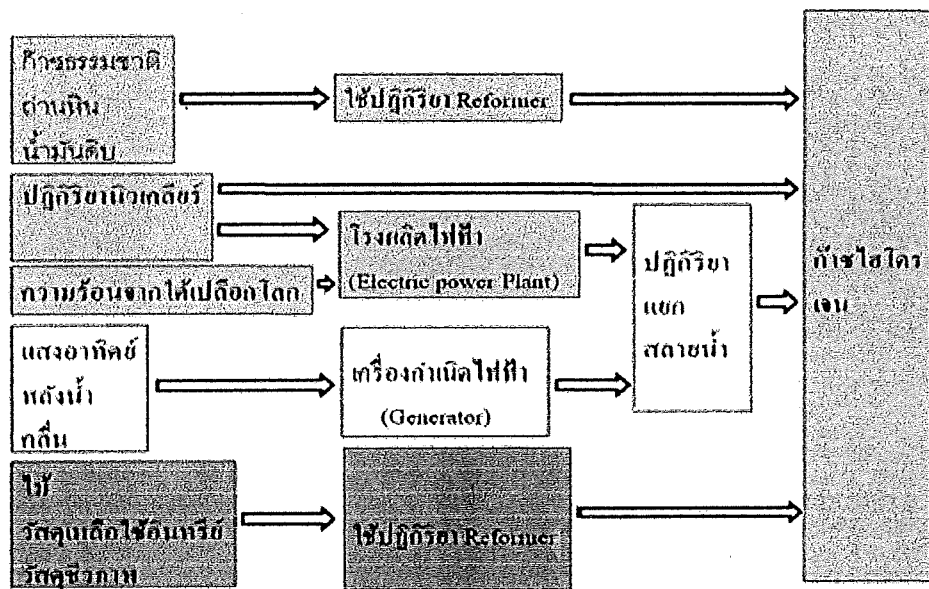 ก๊าซธรรมชาติ
ถ่านหิน
น้ำมันดิบ
ใช้ปฏิกิริยา Reformer
ปฏิกิริยานิวเคลียร์
โรงผลิตไฟฟ้า
(Electric power Plant)
ความร้อนจากใต้เปลือกโลก
ปฏิกิริยา
แยก
สลายน้ำ
ก๊าซไฮโดร
เจน
แสงอาทิตย์
พลังน้ำ
คลื่น
เครื่องกำเนิดไฟฟ้า
(Generator)
ไม้
วัสดุเหลือใช้อินทรีย์
วัสดุชีวภาพ
ใช้ปฏิกิริยา Reformer